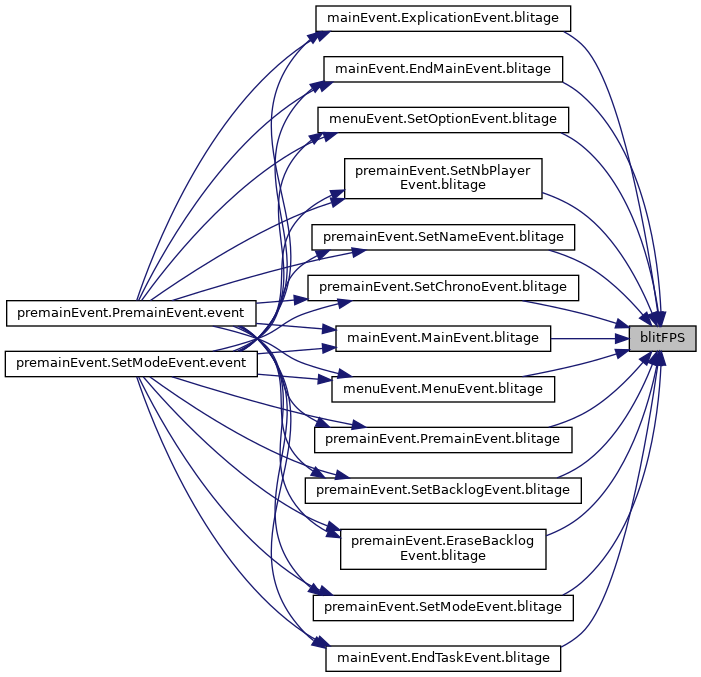 mainEvent.ExplicationEvent.blitage
mainEvent.EndMainEvent.blitage
menuEvent.SetOptionEvent.blitage
premainEvent.SetNbPlayer
Event.blitage
premainEvent.SetNameEvent.blitage
premainEvent.SetChronoEvent.blitage
premainEvent.PremainEvent.event
mainEvent.MainEvent.blitage
blitFPS
premainEvent.SetModeEvent.event
menuEvent.MenuEvent.blitage
premainEvent.PremainEvent.blitage
premainEvent.SetBacklogEvent.blitage
premainEvent.EraseBacklog
Event.blitage
premainEvent.SetModeEvent.blitage
mainEvent.EndTaskEvent.blitage